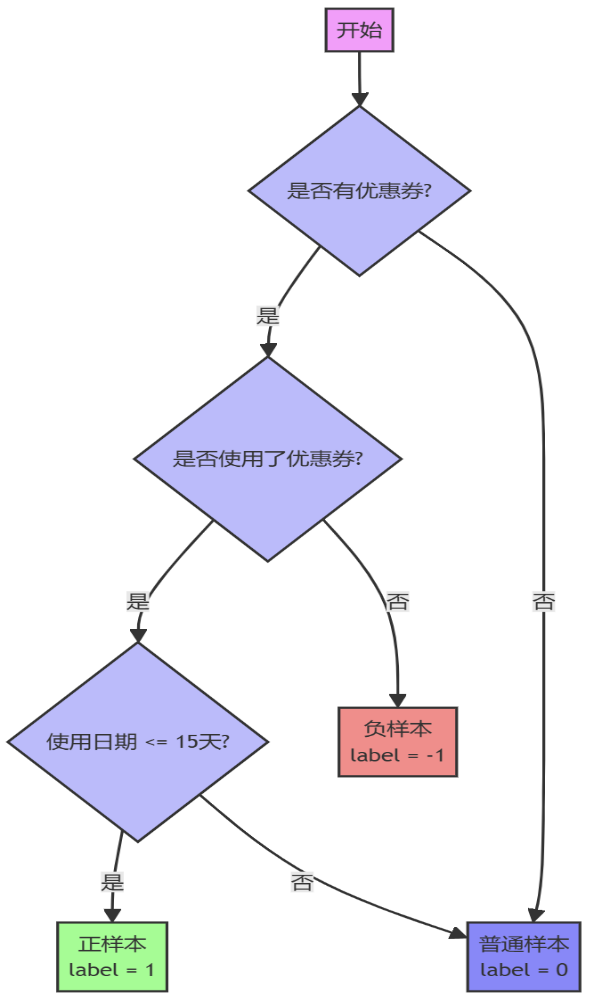 开始
是否有优惠券?
是
是否使用了优惠券?
是
否
否
使用日期 <= 15天?
负样本
label = -1
是
否
正样本
label = 1
普通样本
label = 0